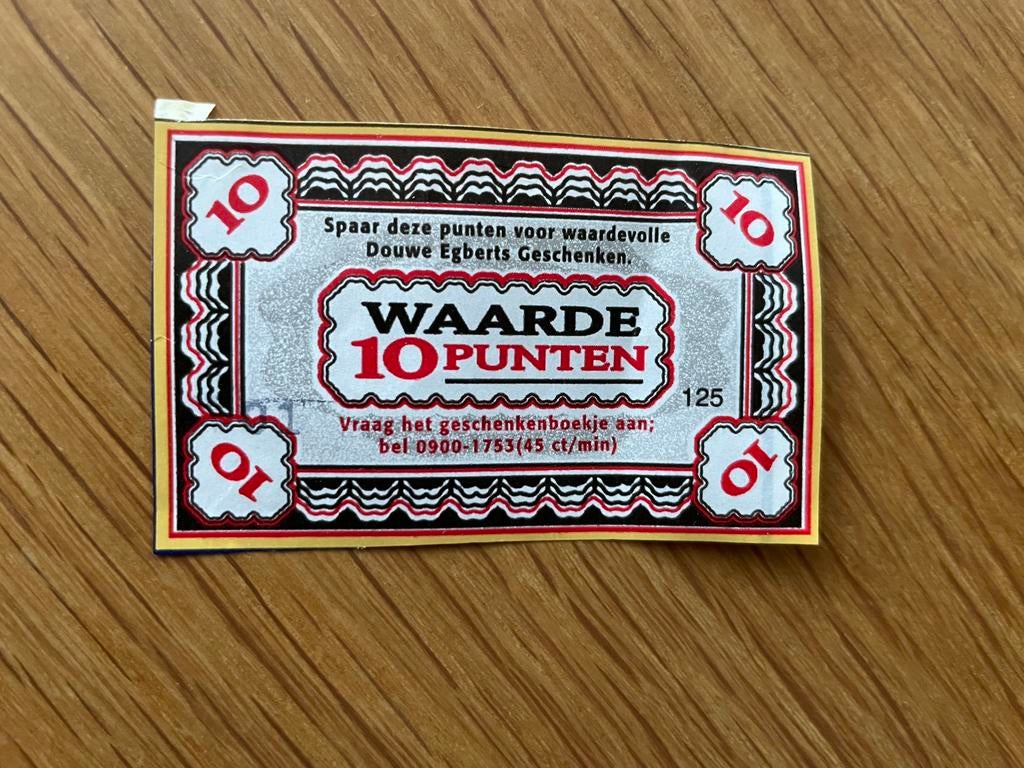 10
10
Spaar deze punten voor waardevolle
Douwe Egberts Geschenken.
WAARDE
10 PUNTEN
125
Vraag het geschenkenboekje aan;
bel 0900-1753(45 ct/min)
10
10